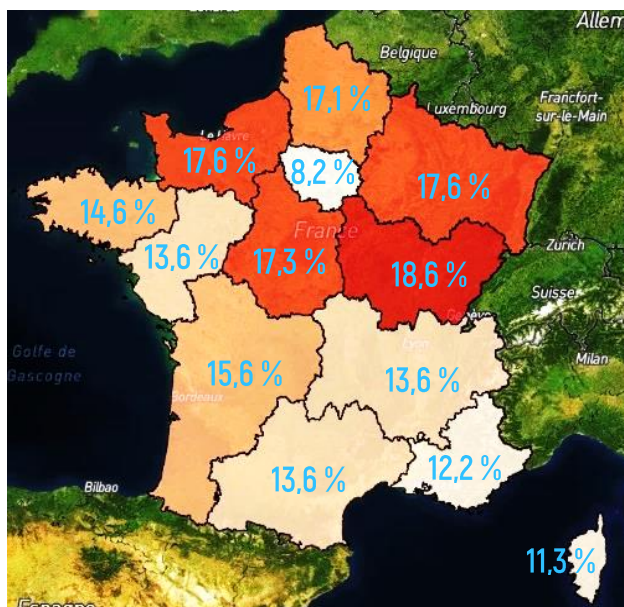 Allem
Belgique
17,1 %
Luxembourg
Francfort-
sur-le-Main
Le Havre
17,6 %
8,2 %
17,6 %
14,6 %
France
13,6 %
17,3 %
18,6 %
Zurich
Suisse
Genève
Golfe de
Gascogne
15,6 %
Lyon
13,6 %
Milan
Bordeaux
12,2 %
Bilbao
13,6 %
11,3 %